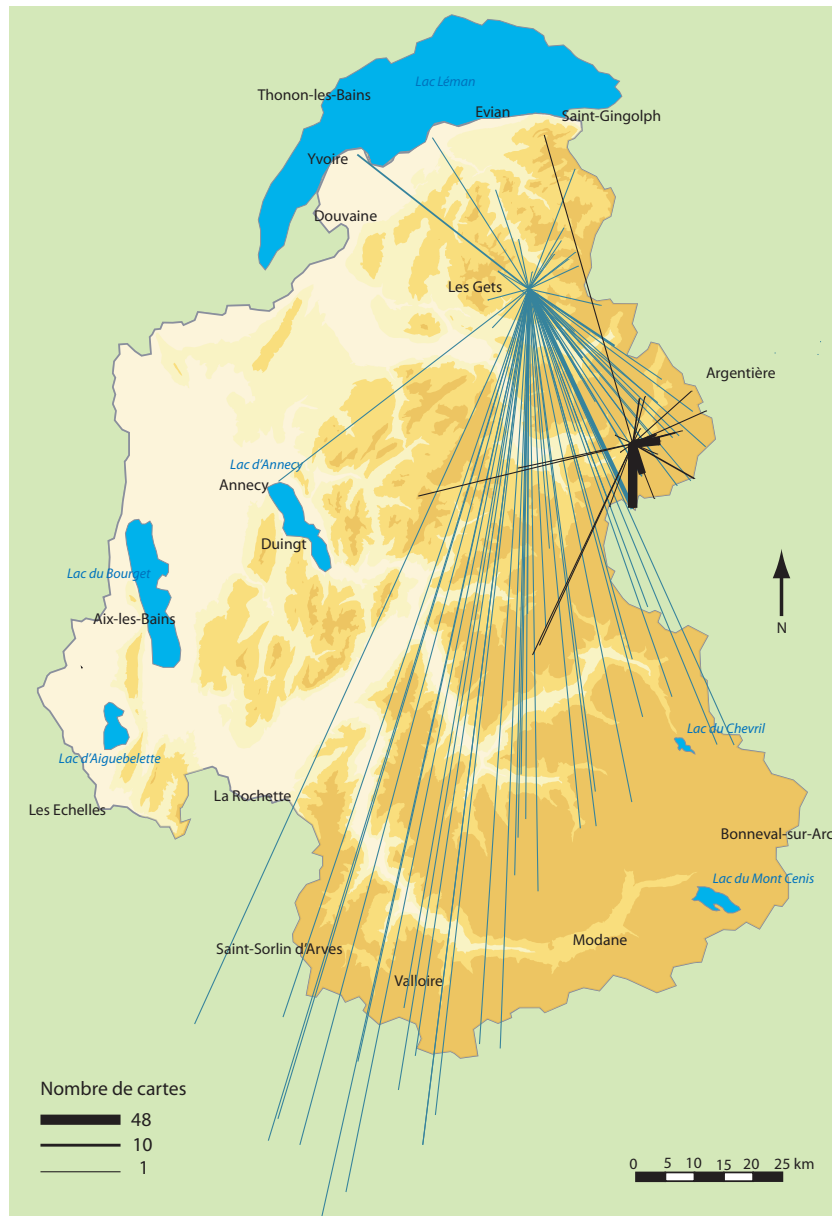 Lac Léman
Thonon-les-Bains
Evian
Saint-Gingolph
Yvoire
Douvaine
Les Gets
Argentière
Lac d'Annecy
Annecy
Duingt
Lac du Bourget
Aix-les-Bains
N
Lac du Chevril
Lac d'Aiguebelette
La Rochette
Les Echelles
Bonneval-sur-Arc
Lac du Mont Cenis
Saint-Sorlin d'Arves
Modane
Valloire
Nombre de cartes
48
10
1
0 5 10 15 20 25 km